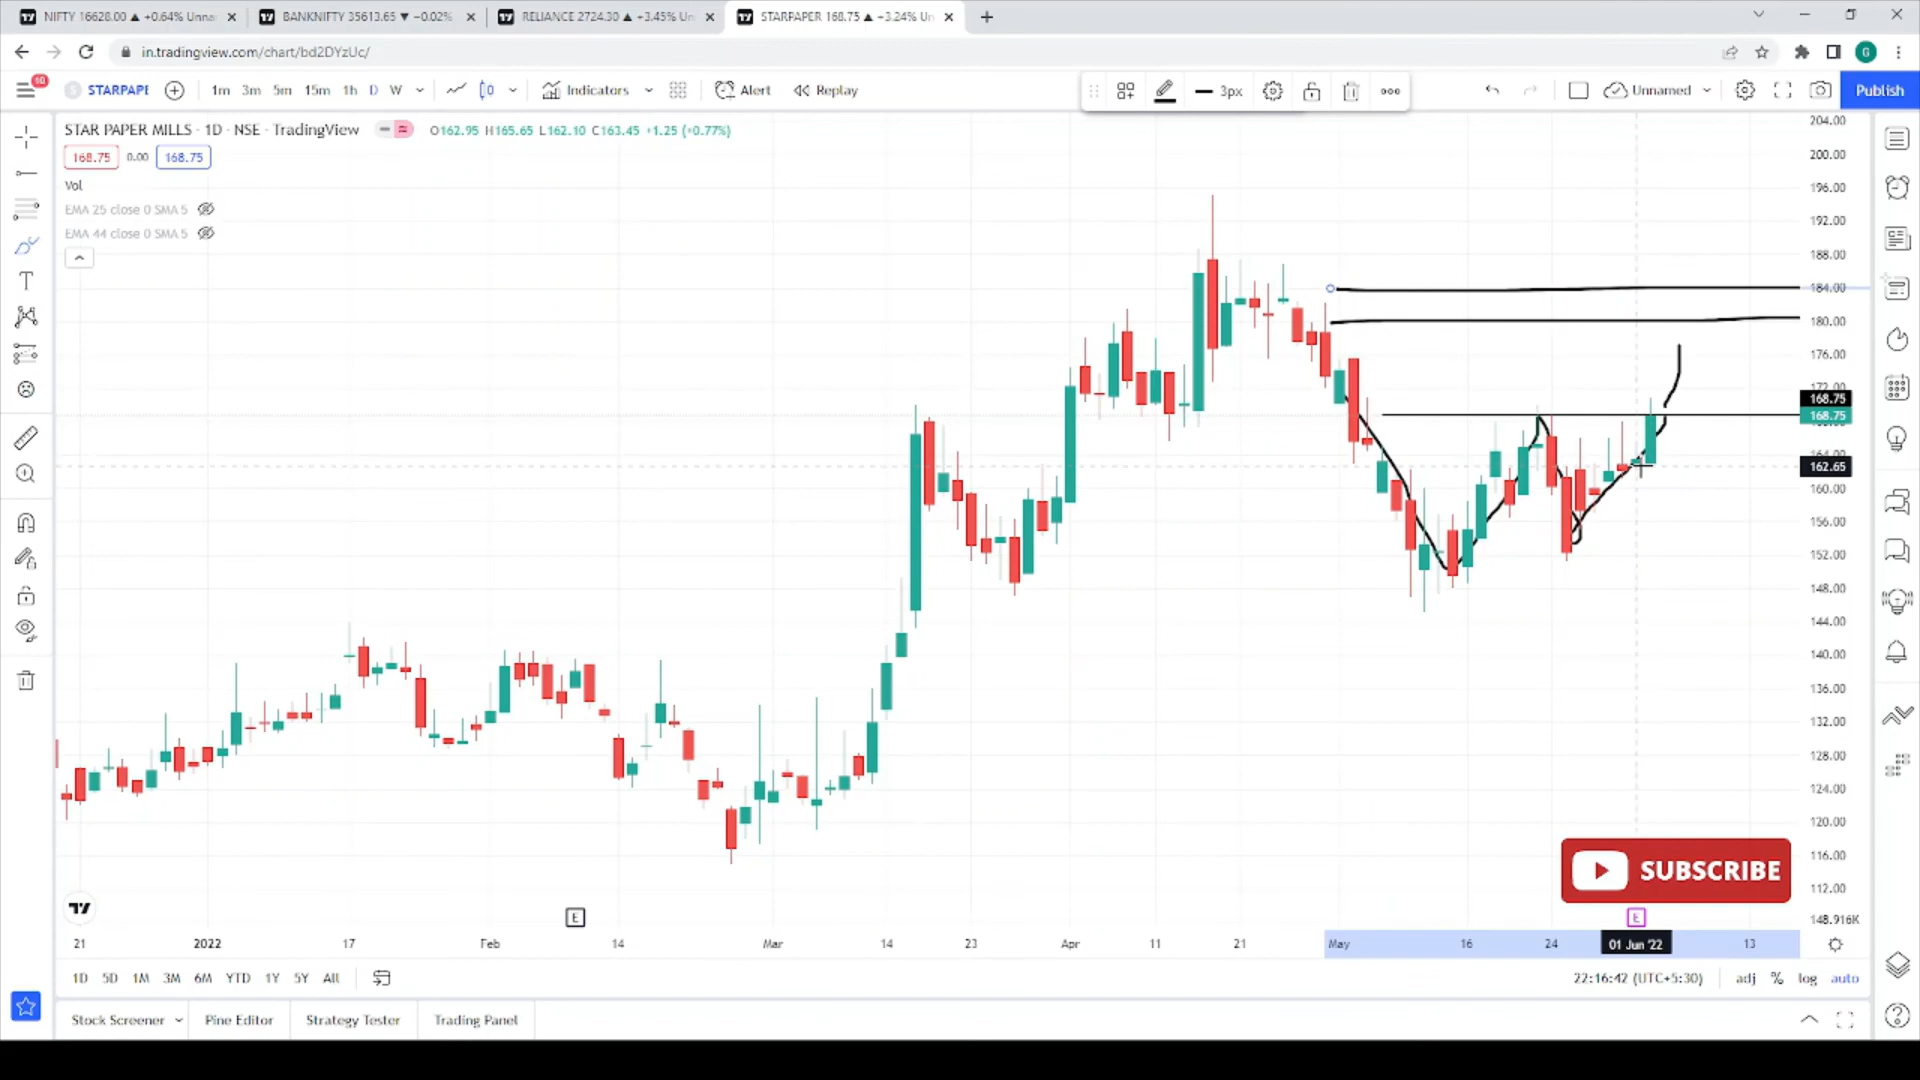 NIFTY 16628.00 ▲ +0.64% Unna
BANKNIFTY 35613.65 ▼ −0.02%
RELIANCE 2724.30 ▲ +3.45% Un
STARPAPER 168.75 ▲ +3.24% Un
in.tradingview.com/chart/bd2DYzUc/
G
60
S
STARPAPE
1m 3m 5m 15m 1h D W
Indicators
Alert
Replay
3px
Unnamed
Publish
STAR PAPER MILLS · 1D · NSE · TradingView
O162.95 H165.65 L162.10 C163.45 +1.25 (+0.77%)
168.75 0.00 168.75
Vol
EMA 25 close 0 SMA 5
EMA 44 close 0 SMA 5
204.00
200.00
196.00
192.00
188.00
184.00
180.00
176.00
172.00
168.75
168.75
164.00
162.65
160.00
156.00
152.00
148.00
144.00
140.00
136.00
132.00
128.00
124.00
120.00
116.00
112.00
148.916K
SUBSCRIBE
E
E
21 2022 17 Feb 14 Mar 14 23 Apr 11 21 May 16 24 01 Jun '22 13
1D 5D 1M 3M 6M YTD 1Y 5Y All
22:16:42 (UTC+5:30)
adj % log auto
Stock Screener
Pine Editor
Strategy Tester
Trading Panel